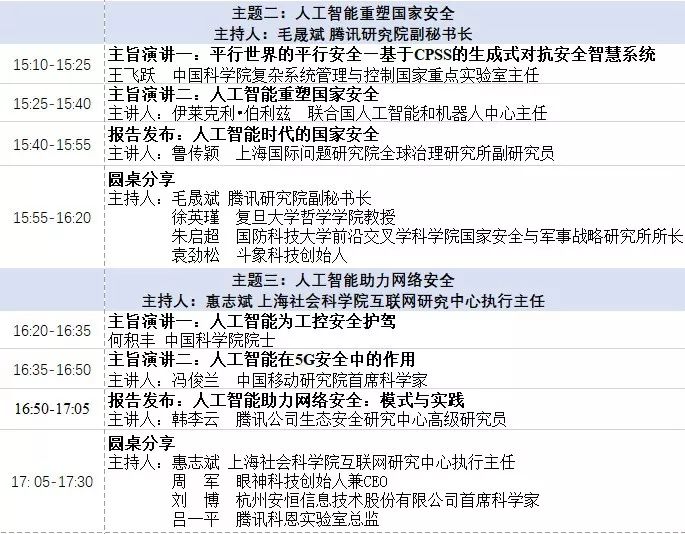 主题二：人工智能重塑国家安全
主持人：毛晟斌 腾讯研究院副秘书长
15:10-15:25
主旨演讲一：平行世界的平行安全—基于CPSS的生成式对抗安全智慧系统
王飞跃 中国科学院复杂系统管理与控制国家重点实验室主任
15:25-15:40
主旨演讲二：人工智能重塑国家安全
主讲人：伊莱克利•伯利兹 联合国人工智能和机器人中心主任
15:40-15:55
报告发布：人工智能时代的国家安全
主讲人：鲁传颖 上海国际问题研究院全球治理研究所副研究员
15:55-16:20
圆桌分享
主持人：毛晟斌 腾讯研究院副秘书长
徐英瑾 复旦大学哲学学院教授
朱启超 国防科技大学前沿交叉学科学院国家安全与军事战略研究所所长
袁劲松 斗象科技创始人
主题三：人工智能助力网络安全
主持人：惠志斌 上海社会科学院互联网研究中心执行主任
16:20-16:35
主旨演讲一：人工智能为工控安全护驾
何积丰 中国科学院院士
16:35-16:50
主旨演讲二：人工智能在5G安全中的作用
主讲人：冯俊兰 中国移动研究院首席科学家
16:50-17:05
报告发布：人工智能助力网络安全：模式与实践
主讲人：韩李云 腾讯公司生态安全研究中心高级研究员
17:05-17:30
圆桌分享
主持人：惠志斌 上海社会科学院互联网研究中心执行主任
周 军 眼神科技创始人兼CEO
刘 博 杭州安恒信息技术股份有限公司首席科学家
吕一平 腾讯科恩实验室总监